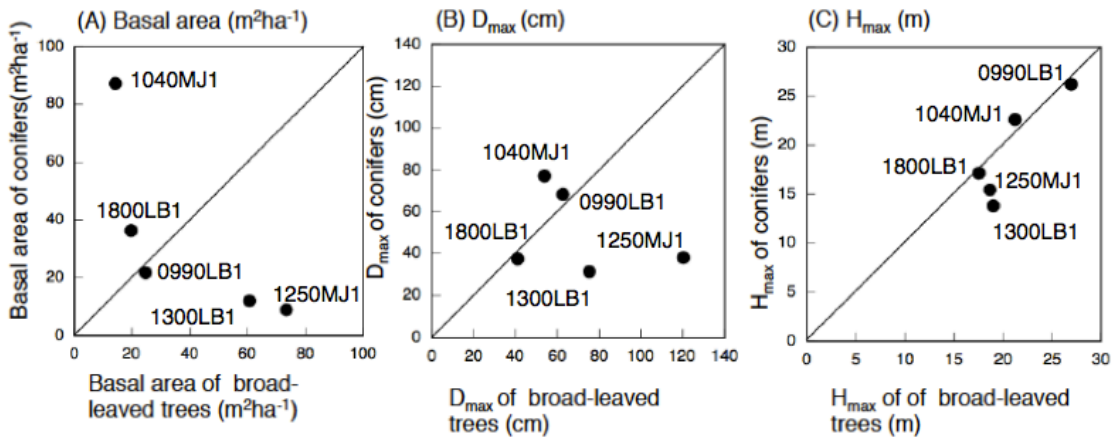 (A) Basal area (m²ha⁻¹)
Basal area of conifers(m²ha⁻¹)
100
80
60
40
20
0
1040MJ1
1800LB1
0990LB1
1300LB1
1250MJ1
0
20
40
60
80
100
Basal area of broad-
leaved trees (m²ha⁻¹)
(B) Dmax (cm)
Dmax of conifers (cm)
140
120
100
80
60
40
20
0
1040MJ1
0990LB1
1800LB1
1250MJ1
1300LB1
0
20
40
60
80
100
120
140
Dmax of broad-leaved
trees (cm)
(C) Hmax (m)
Hmax of conifers (m)
30
25
20
15
10
5
0
0990LB1
1040MJ1
1800LB1
1250MJ1
1300LB1
0
5
10
15
20
25
30
Hmax of of broad-leaved
trees (m)